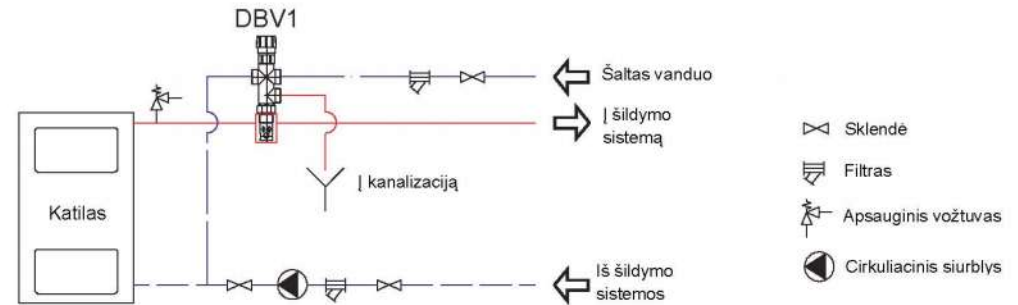 DBV1
Šaltas vanduo
Į šildymo
sistemą
Į kanalizaciją
Katilas
Iš šildymo
sistemos
Sklendė
Filtras
Apsauginis vožtuvas
Cirkuliacinis siurblys